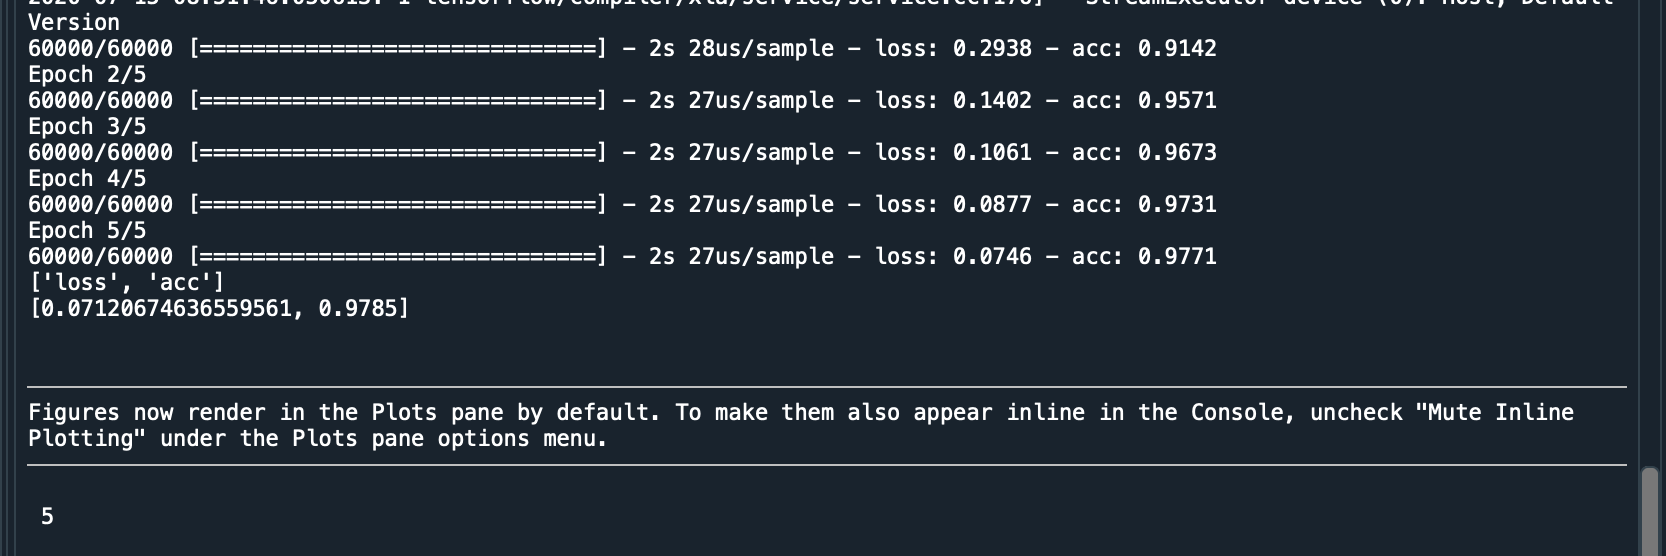 Version
60000/60000 [==============================] - 2s 28us/sample - loss: 0.2938 - acc: 0.9142
Epoch 2/5
60000/60000 [==============================] - 2s 27us/sample - loss: 0.1402 - acc: 0.9571
Epoch 3/5
60000/60000 [==============================] - 2s 27us/sample - loss: 0.1061 - acc: 0.9673
Epoch 4/5
60000/60000 [==============================] - 2s 27us/sample - loss: 0.0877 - acc: 0.9731
Epoch 5/5
60000/60000 [==============================] - 2s 27us/sample - loss: 0.0746 - acc: 0.9771
['loss', 'acc']
[0.07120674636559561, 0.9785]
Figures now render in the Plots pane by default. To make them also appear inline in the Console, uncheck "Mute Inline
Plotting" under the Plots pane options menu.
5